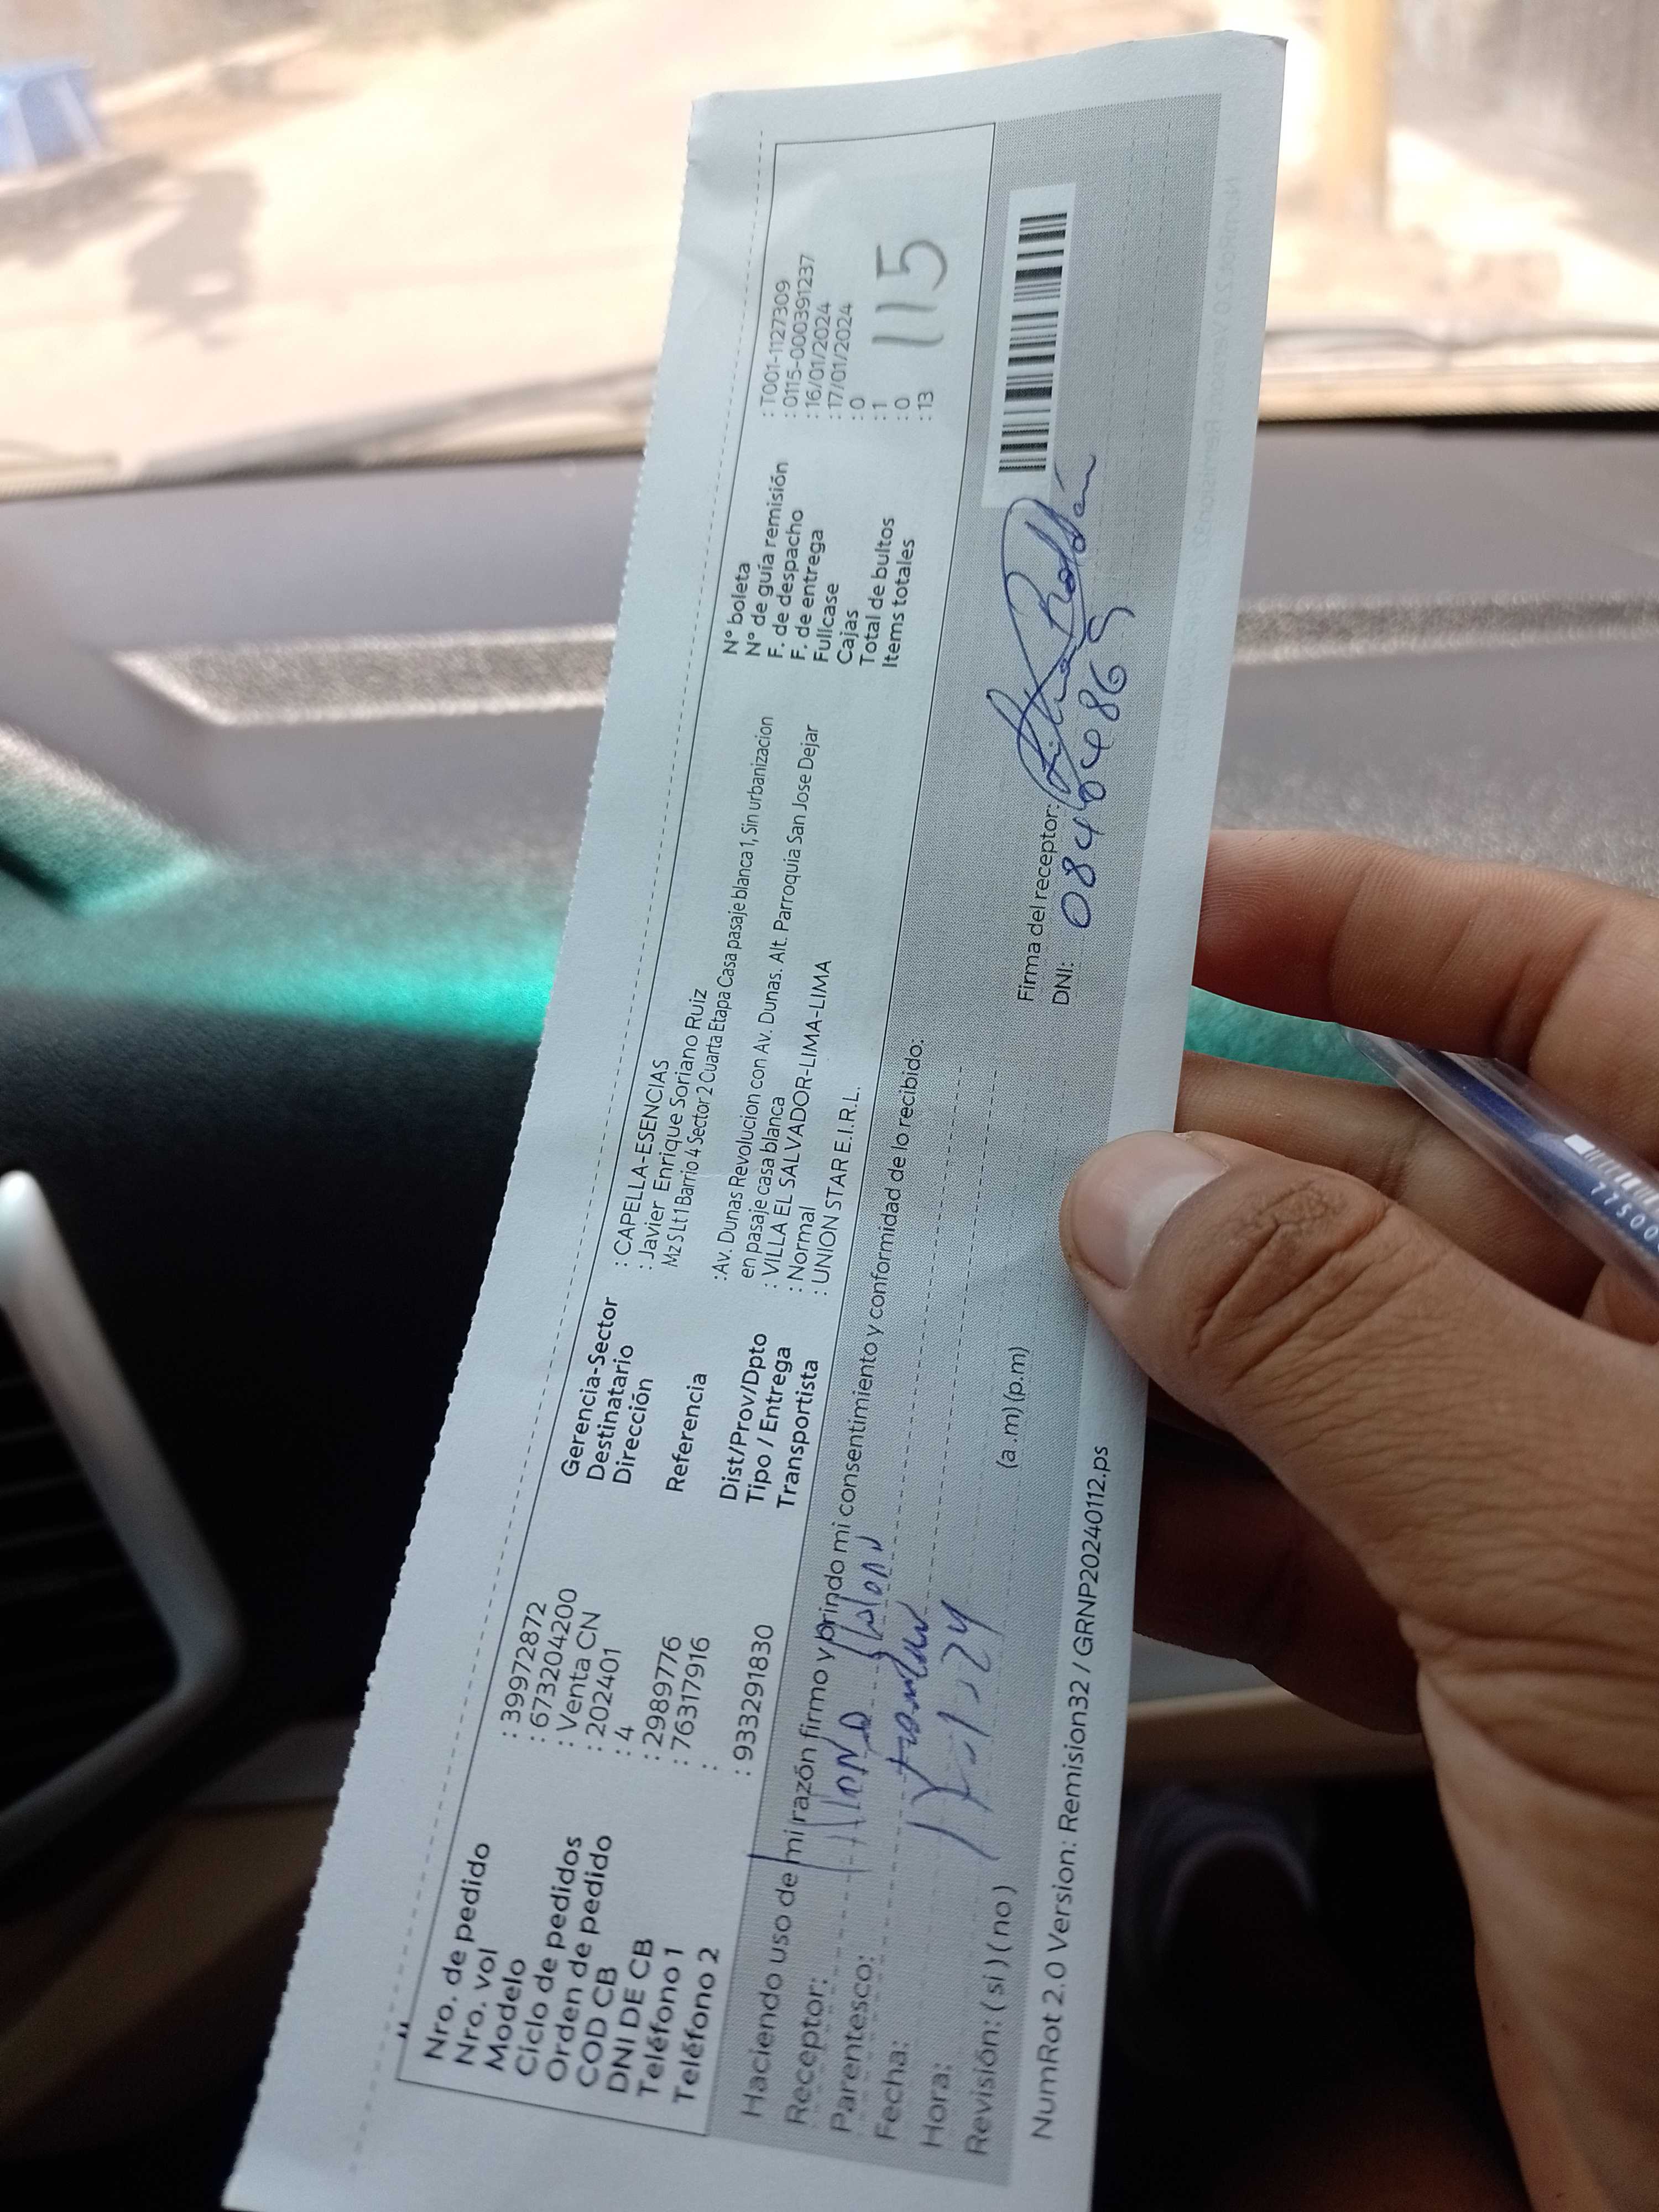 Nro. de pedido : 399972872
Nro. vol : 673204200
Modelo : Venta CN
Ciclo de pedidos : 202401
Orden de pedido : 4
COD CB : 29899776
DNI DE CB : 76317916
Teléfono 1 :
Teléfono 2 : 933291830
Gerencia-Sector : CAPELLA-ESENCIAS
Destinatario : Javier Enrique Soriano Ruiz
Dirección Mz S Lt 1 Barrio 4 Sector 2 Cuarta Etapa Casa pasaje blanca 1, Sin urbanizacion
Referencia : Av. Dunas Revolucion con Av. Dunas. Alt. Parroquia San Jose Dejar
en pasaje casa blanca
Dist/Prov/Dpto : VILLA EL SALVADOR-LIMA-LIMA
Tipo / Entrega : Normal
Transportista : UNION STAR E.I.R.L.
N° boleta
N° de guía remisión : T001-1127309
F. de despacho : 0115-0000391237
F. de entrega : 16/01/2024
Fullcase : 17/01/2024
Cajas : 0
Total de bultos : 1
Items totales : 0
: 13
115
Haciendo uso de mi razón firmo y brindo mi consentimiento y conformidad de lo recibido:
Receptor:
Parentesco:
Fecha:
Hora: (a.m) (p.m)
Revisión: ( si ) ( no )
Firma del receptor:
DNI:
NumRot 2.0 Version: Remision32 / GRNP20240112.ps